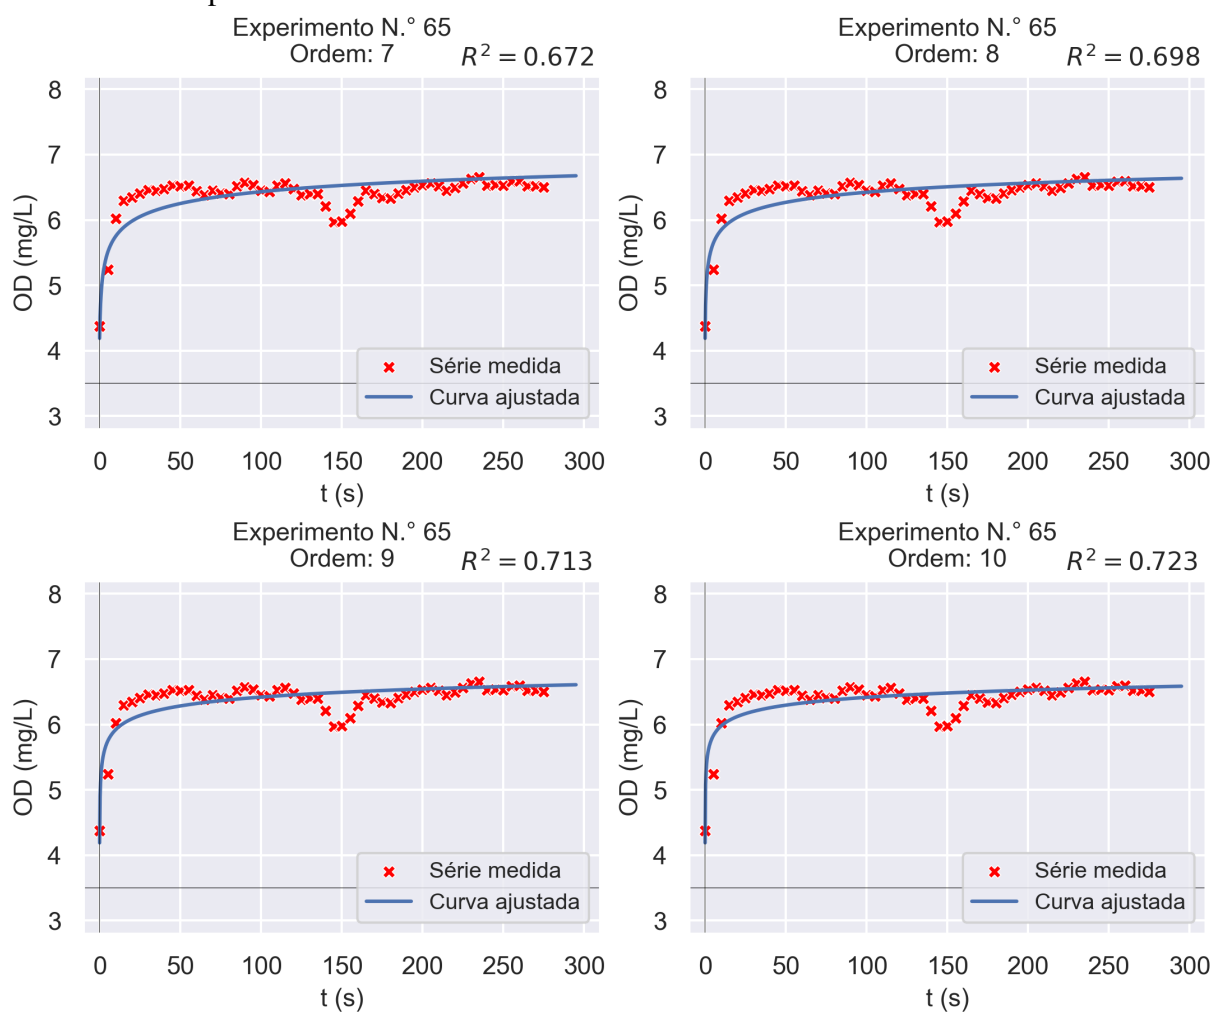 Experimento N.° 65
Ordem: 7
R² = 0.672
8
7
6
5
4
3
OD (mg/L)
Série medida
Curva ajustada
0 50 100 150 200 250 300
t (s)
Experimento N.° 65
Ordem: 8
R² = 0.698
8
7
6
5
4
3
OD (mg/L)
Série medida
Curva ajustada
0 50 100 150 200 250 300
t (s)
Experimento N.° 65
Ordem: 9
R² = 0.713
8
7
6
5
4
3
OD (mg/L)
Série medida
Curva ajustada
0 50 100 150 200 250 300
t (s)
Experimento N.° 65
Ordem: 10
R² = 0.723
8
7
6
5
4
3
OD (mg/L)
Série medida
Curva ajustada
0 50 100 150 200 250 300
t (s)